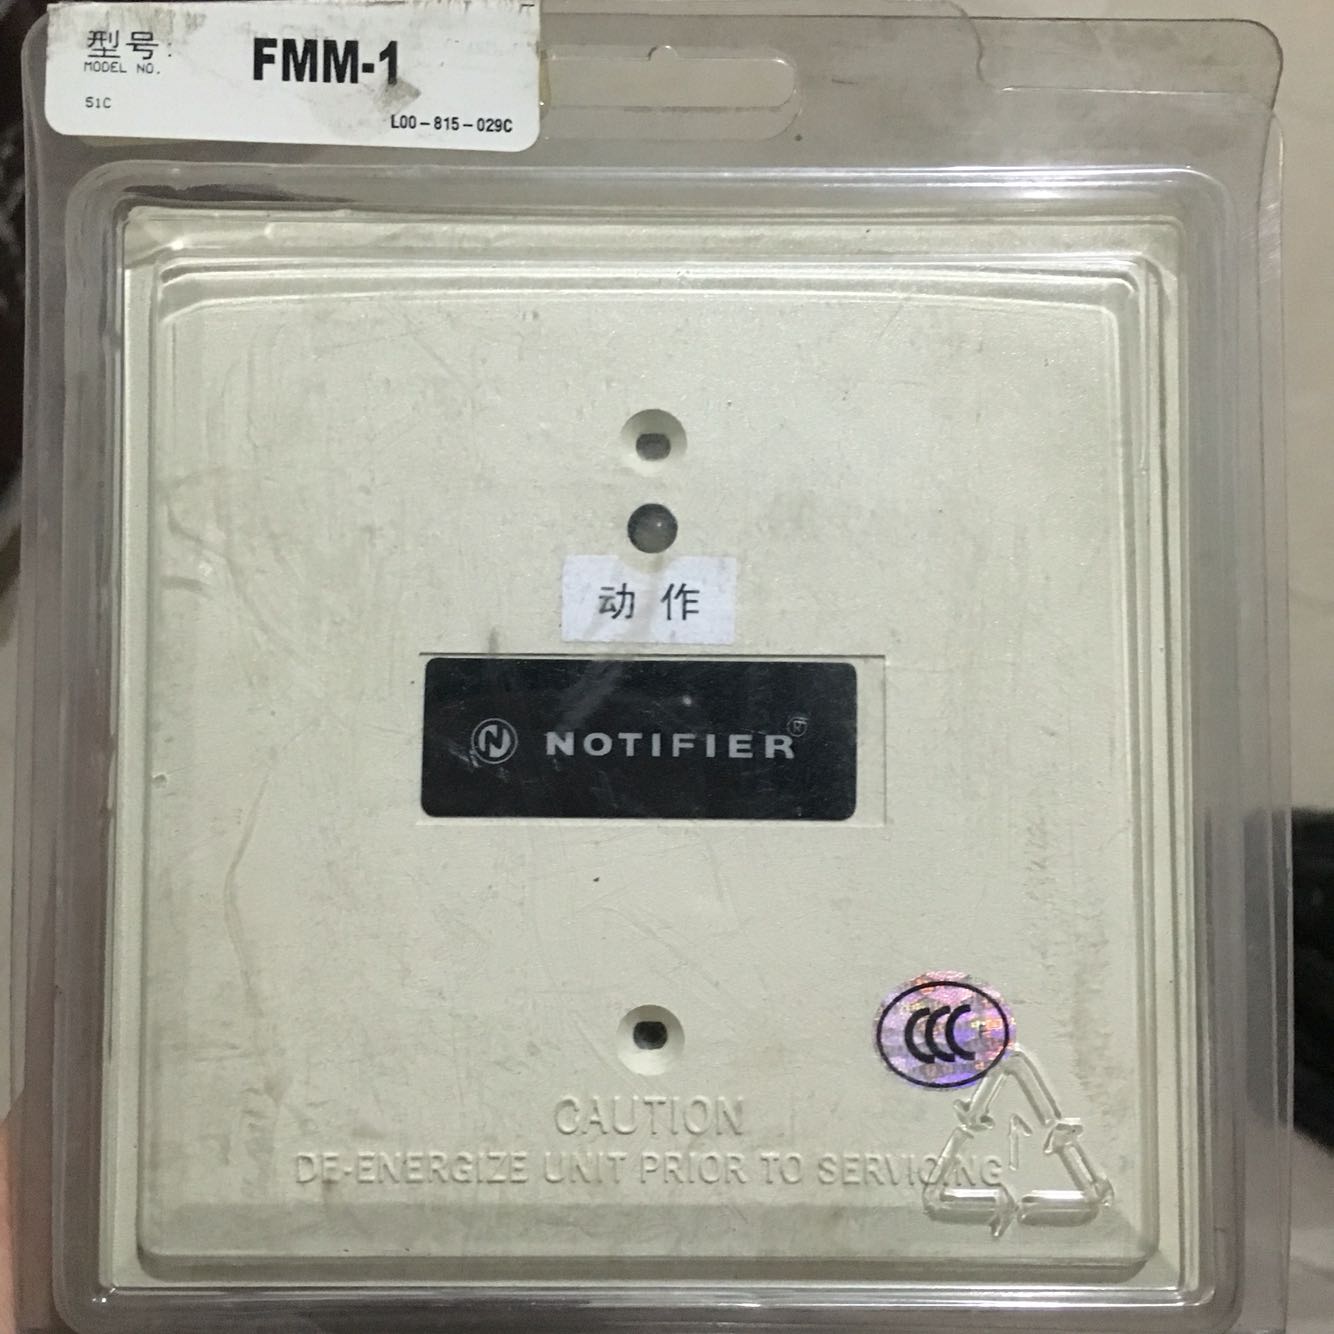 型号:
MODEL NO.
FMM-1
51C
L00-815-029C
动作
N NOTIFIER®
CCC
CAUTION
DE-ENERGIZE UNIT PRIOR TO SERVICING